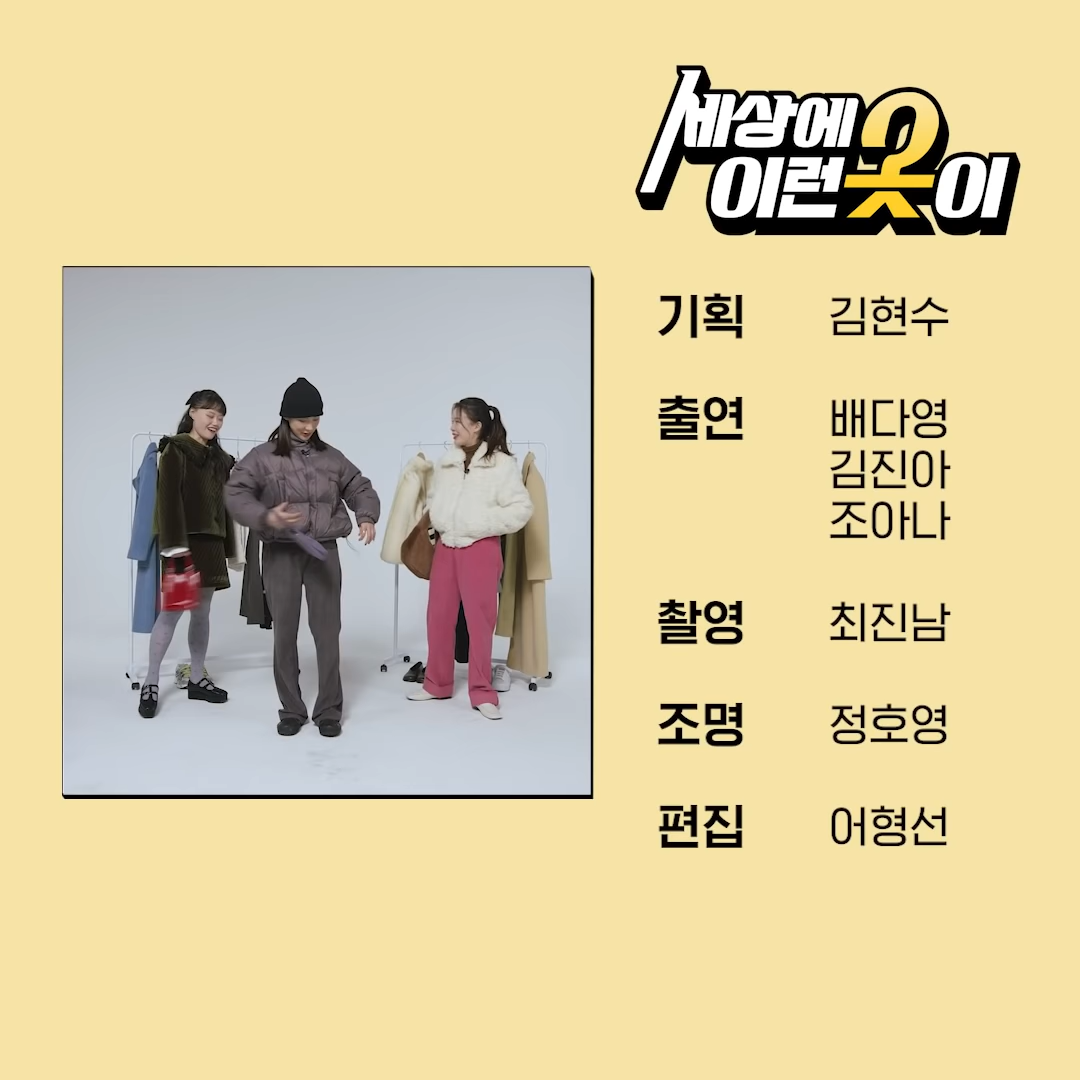 세상에
이런옷이
기획 김현수
출연 배다영
김진아
조아나
촬영 최진남
조명 정호영
편집 어형선